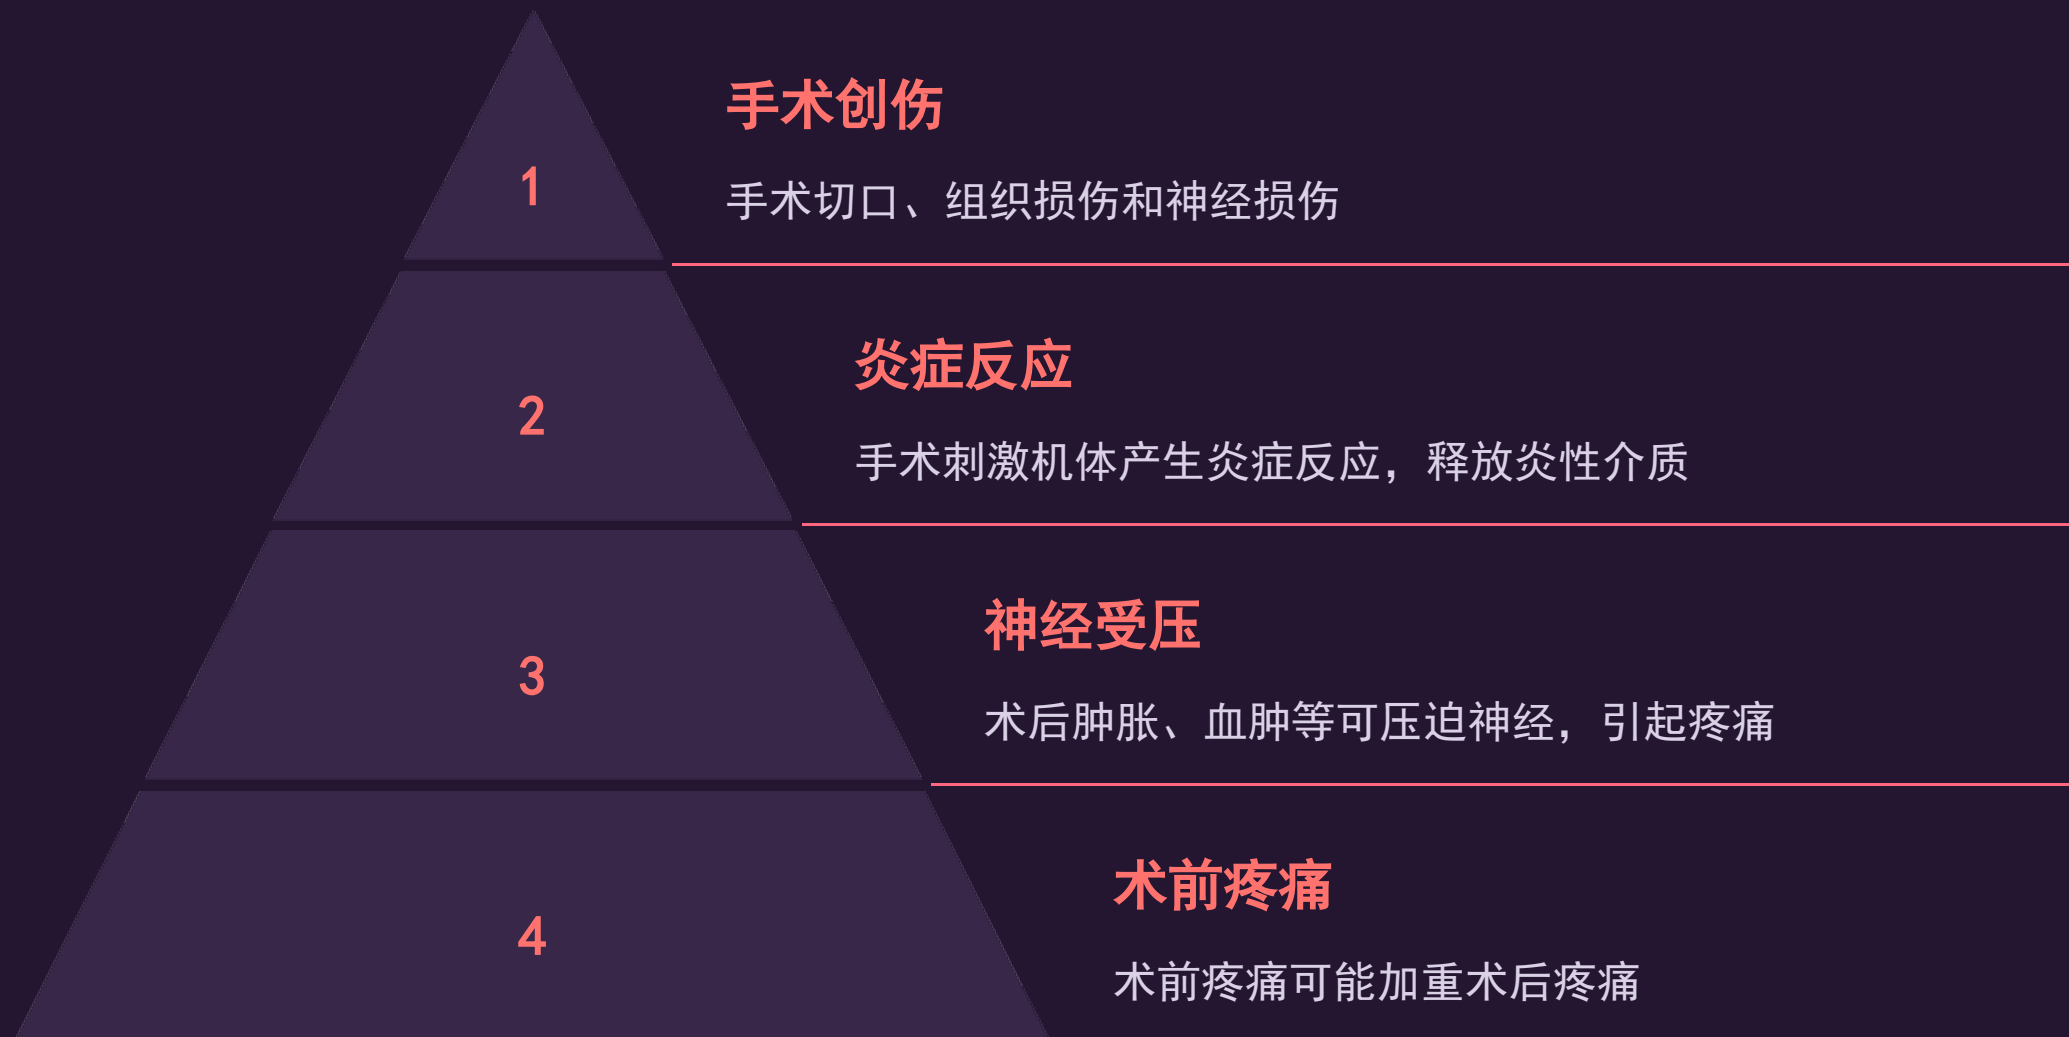 手术创伤
1
手术切口、组织损伤和神经损伤
炎症反应
2
手术刺激机体产生炎症反应，释放炎性介质
神经受压
3
术后肿胀、血肿等可压迫神经，引起疼痛
术前疼痛
4
术前疼痛可能加重术后疼痛